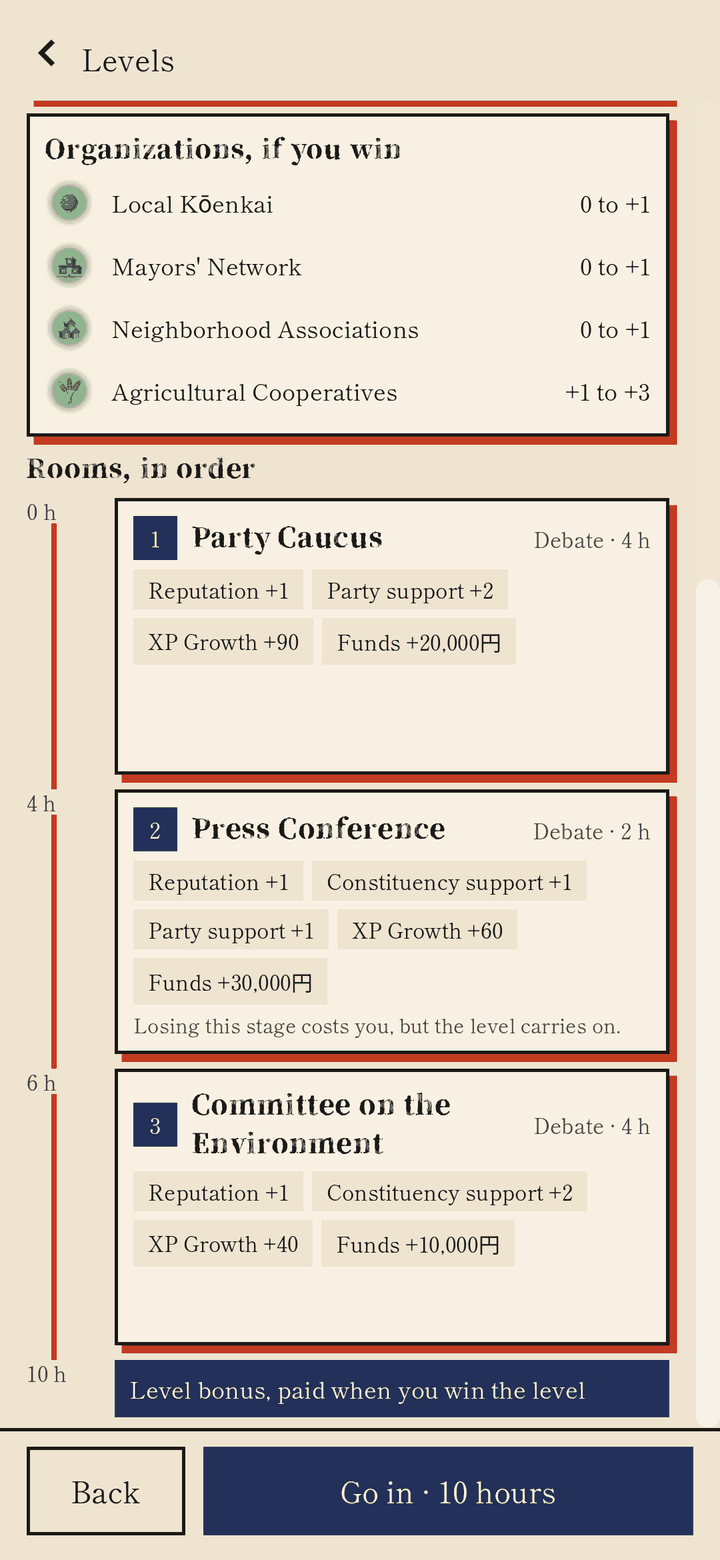 Levels
Organizations, if you win
Local Kōenkai 0 to +1
Mayors' Network 0 to +1
Neighborhood Associations 0 to +1
Agricultural Cooperatives +1 to +3
Rooms, in order
0 h
1 Party Caucus Debate · 4 h
Reputation +1 Party support +2
XP Growth +90 Funds +20,000円
4 h
2 Press Conference Debate · 2 h
Reputation +1 Constituency support +1
Party support +1 XP Growth +60
Funds +30,000円
Losing this stage costs you, but the level carries on.
6 h
3 Committee on the Environment Debate · 4 h
Reputation +1 Constituency support +2
XP Growth +40 Funds +10,000円
10 h
Level bonus, paid when you win the level
Back Go in · 10 hours